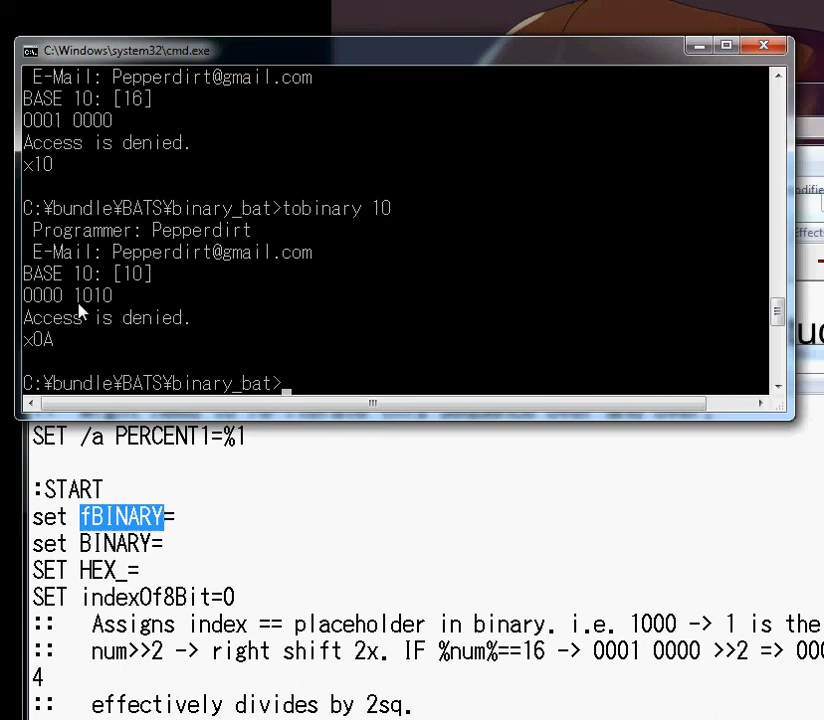 C:\Windows\system32\cmd.exe
E-Mail: Pepperdirt@gmail.com
BASE 10: [16]
0001 0000
Access is denied.
x10
C:¥bundle¥BATS¥binary_bat>tobinary 10
Programmer: Pepperdirt
E-Mail: Pepperdirt@gmail.com
BASE 10: [10]
0000 1010
Access is denied.
x0A
C:¥bundle¥BATS¥binary_bat>
SET /a PERCENT1=%1
:START
set fBINARY=
set BINARY=
SET HEX_=
SET indexOf8Bit=0
:: Assigns index == placeholder in binary. i.e. 1000 -> 1 is the
:: num>>2 -> right shift 2x. IF %num%==16 -> 0001 0000 >>2 => 000
4
:: effectively divides by 2sq.